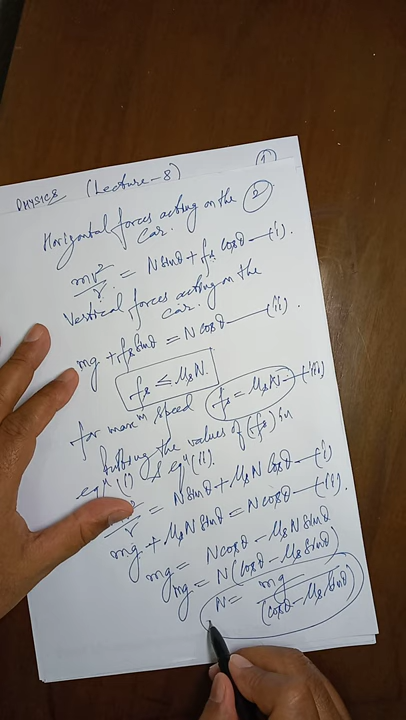 ①
PHYSICS (Lecture-8)
②
Horizontal forces acting on the
car.
mv²/r = N sinθ + fs cosθ —(i).
Vertical forces acting on the
car.
mg + fs sinθ = N cosθ —(ii).
fs ≤ μsN.
for maxᵐ speed fs = μsN —(iii)
Putting the values of (fs) in
eqⁿ (i) & eqⁿ (ii).
/r = N sinθ + μsN cosθ —(i)
mg + μsN sinθ = N cosθ —(ii).
mg = N cosθ - μsN sinθ
mg = N(cosθ - μs sinθ)
N = mg/(cosθ - μs sinθ)